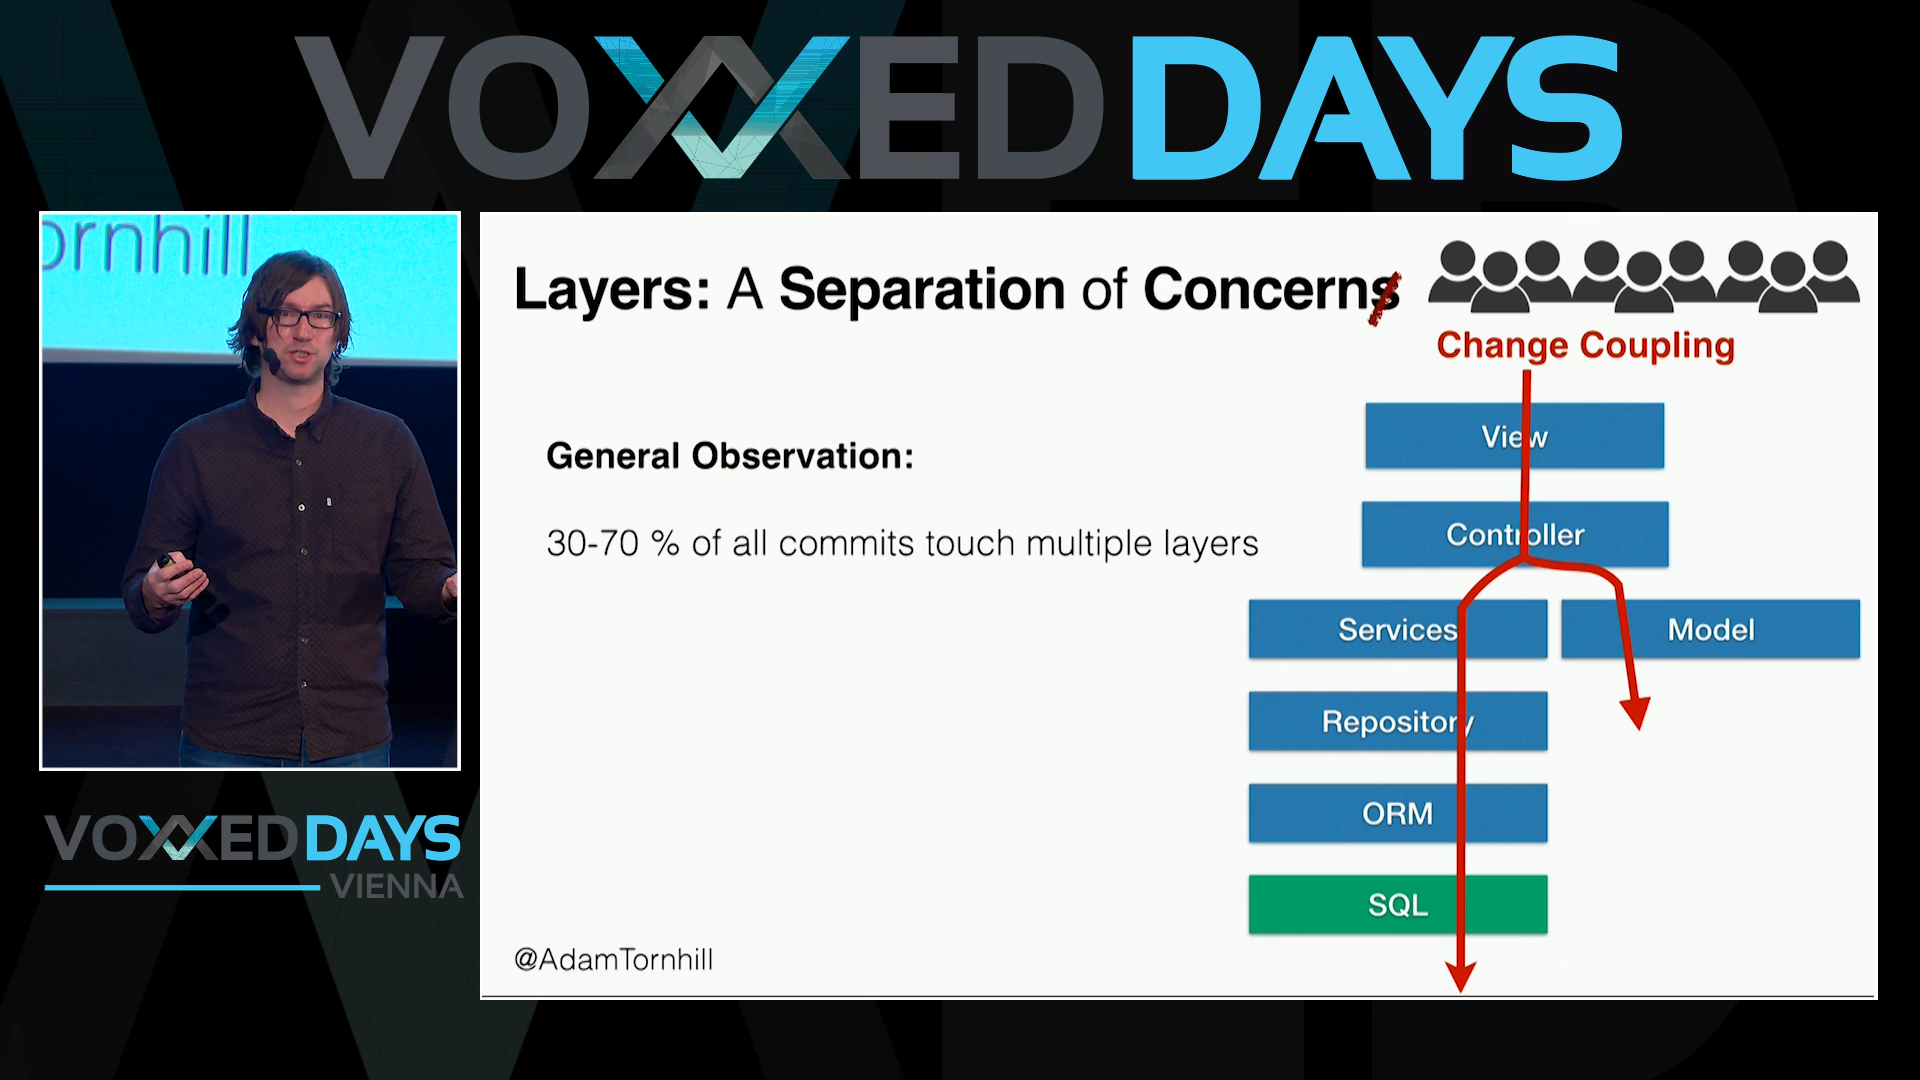 VOXXED DAYS
ornhill
Layers: A Separation of Concerns
Change Coupling
View
General Observation:
Controller
30-70 % of all commits touch multiple layers
Services
Model
Repository
ORM
SQL
@AdamTornhill
VOXXED DAYS
VIENNA